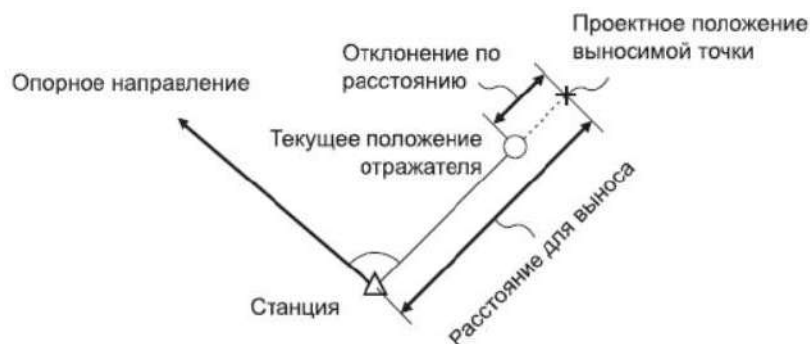 Проектное положение
выносимой точки
Отклонение по
расстоянию
Опорное направление
Текущее положение
отражателя
Расстояние для выноса
Станция